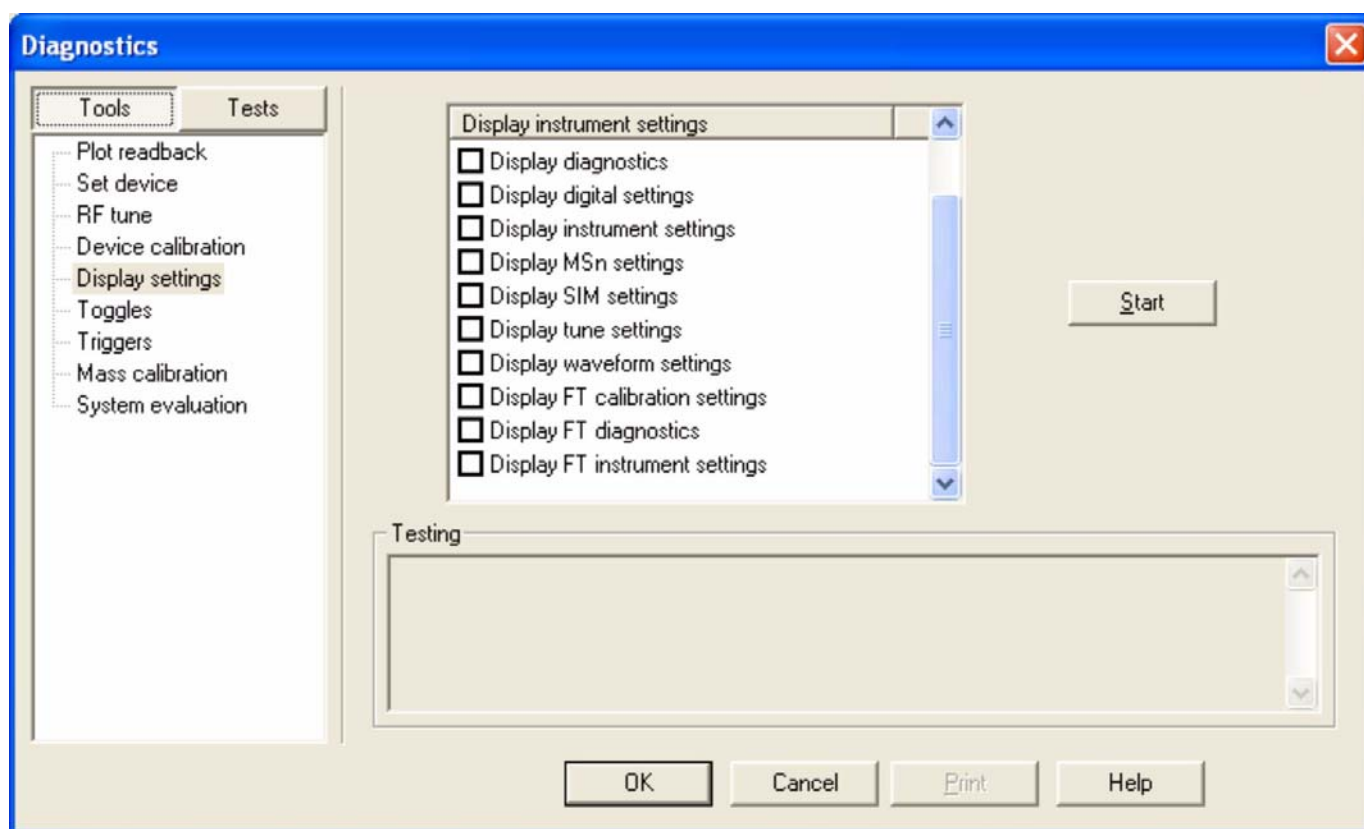 Diagnostics
Tools
Tests
Plot readback
Set device
RF tune
Device calibration
Display settings
Toggles
Triggers
Mass calibration
System evaluation
Display instrument settings
Display diagnostics
Display digital settings
Display instrument settings
Display MSn settings
Display SIM settings
Display tune settings
Display waveform settings
Display FT calibration settings
Display FT diagnostics
Display FT instrument settings
Start
Testing
OK
Cancel
Print
Help